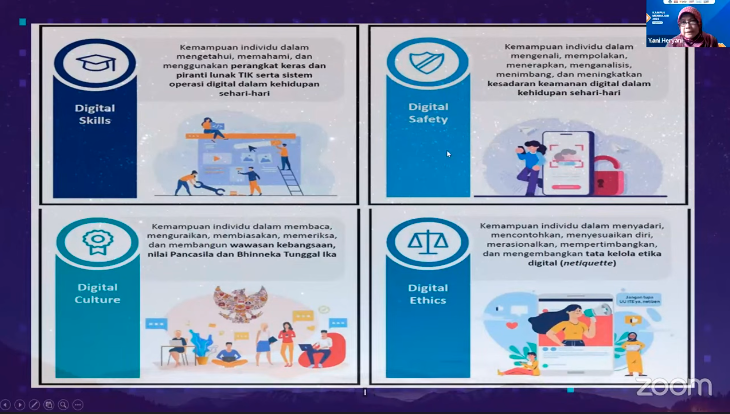 Yani Heryani
Digital
Skills
Kemampuan individu dalam
mengetahui, memahami, dan
menggunakan perangkat keras dan
piranti lunak TIK serta sistem
operasi digital dalam kehidupan
sehari-hari
Digital
Safety
Kemampuan individu dalam
mengenali, mempolakan,
menerapkan, menganalisis,
menimbang, dan meningkatkan
kesadaran keamanan digital dalam
kehidupan sehari-hari
Digital
Culture
Kemampuan individu dalam membaca,
menguraikan, membiasakan, memeriksa,
dan membangun wawasan kebangsaan,
nilai Pancasila dan Bhinneka Tunggal Ika
Digital
Ethics
Kemampuan individu dalam menyadari,
mencontohkan, menyesuaikan diri,
merasionalkan, mempertimbangkan,
dan mengembangkan tata kelola etika
digital (netiquette)
zoom